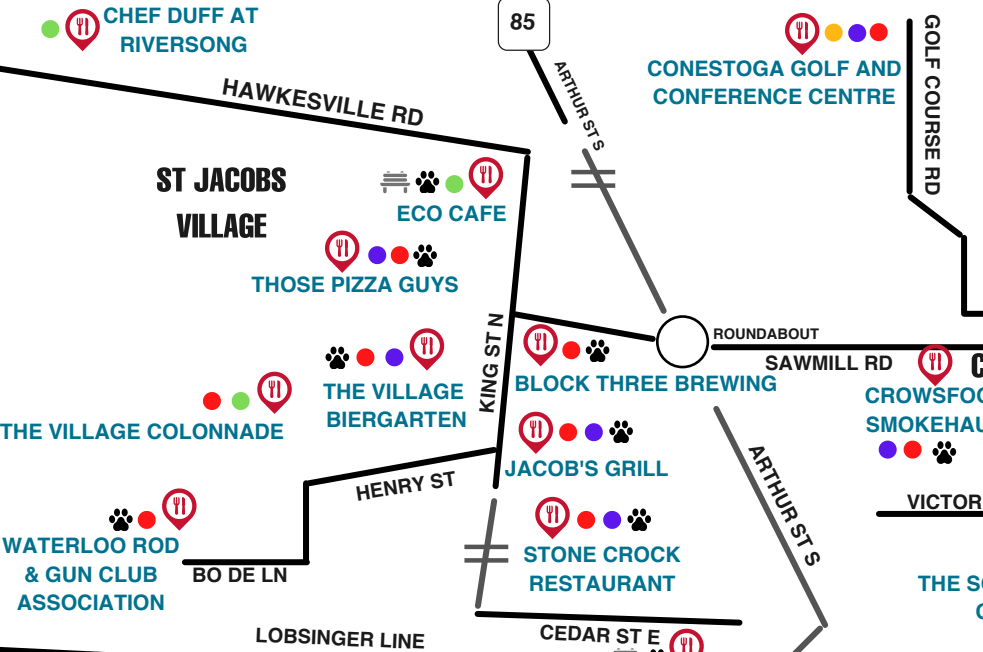 CHEF DUFF AT
RIVERSONG
85
ARTHUR ST S
CONESTOGA GOLF AND
CONFERENCE CENTRE
GOLF COURSE RD
HAWKESVILLE RD
ST JACOBS
VILLAGE
ECO CAFE
THOSE PIZZA GUYS
KING ST N
ROUNDABOUT
SAWMILL RD
BLOCK THREE BREWING
THE VILLAGE
BIERGARTEN
THE VILLAGE COLONNADE
JACOB'S GRILL
HENRY ST
ARTHUR ST S
STONE CROCK
RESTAURANT
WATERLOO ROD
& GUN CLUB
ASSOCIATION
BO DE LN
LOBSINGER LINE
CEDAR ST E
THE